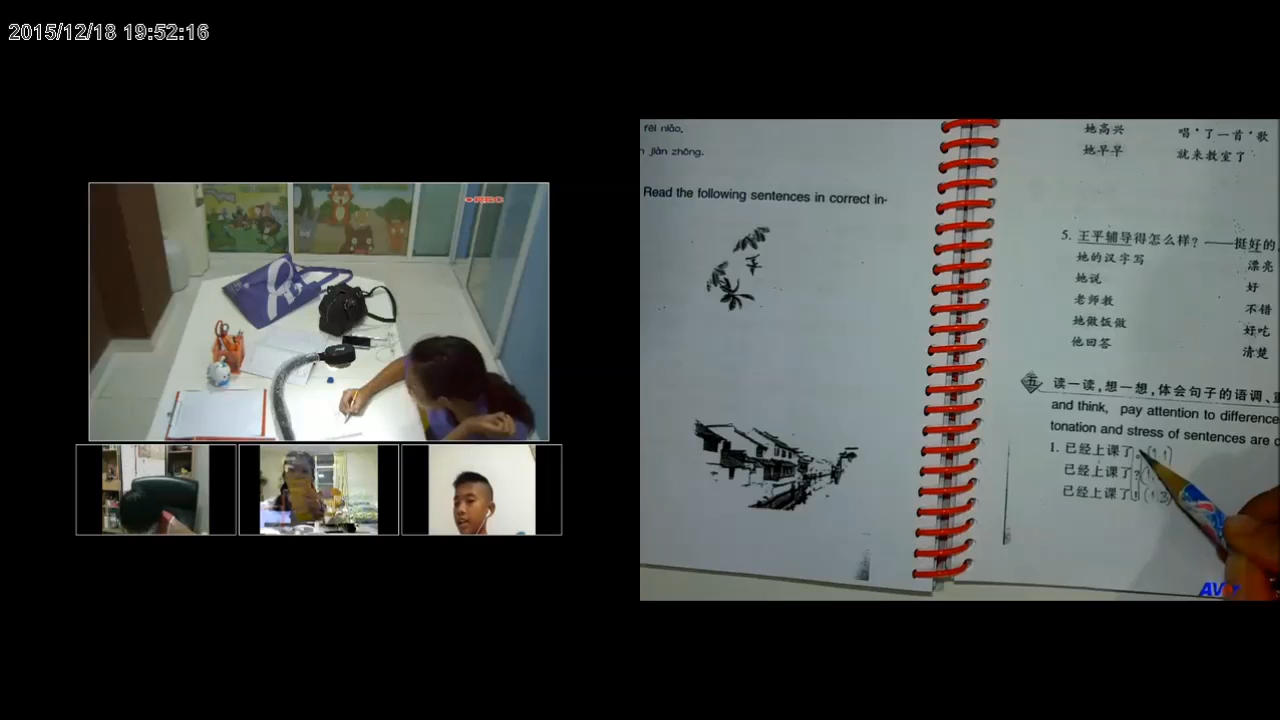 2015/12/18 19:52:16
REC
rèi niǎo,
jiàn zhōng.
Read the following sentences in correct in-
她高兴 唱"了一首"歌
她早早 就来教室了
5. 王平辅导得怎么样？——挺好的
她的汉字写 漂亮
她说 好
老师教 不错
她做饭做 好吃
他回答 清楚
五 读一读，想一想，体会句子的语调、
and think, pay attention to difference
tonation and stress of sentences are
1. 已经上课了。
已经上课了？
已经上课了！
AV